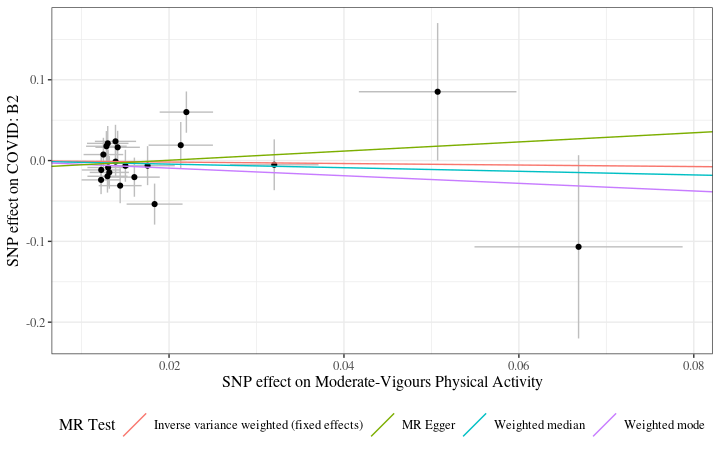 SNP effect on COVID: B2
0.1
0.0
-0.1
-0.2
0.02
0.04
0.06
0.08
SNP effect on Moderate-Vigours Physical Activity
MR Test
Inverse variance weighted (fixed effects)
MR Egger
Weighted median
Weighted mode